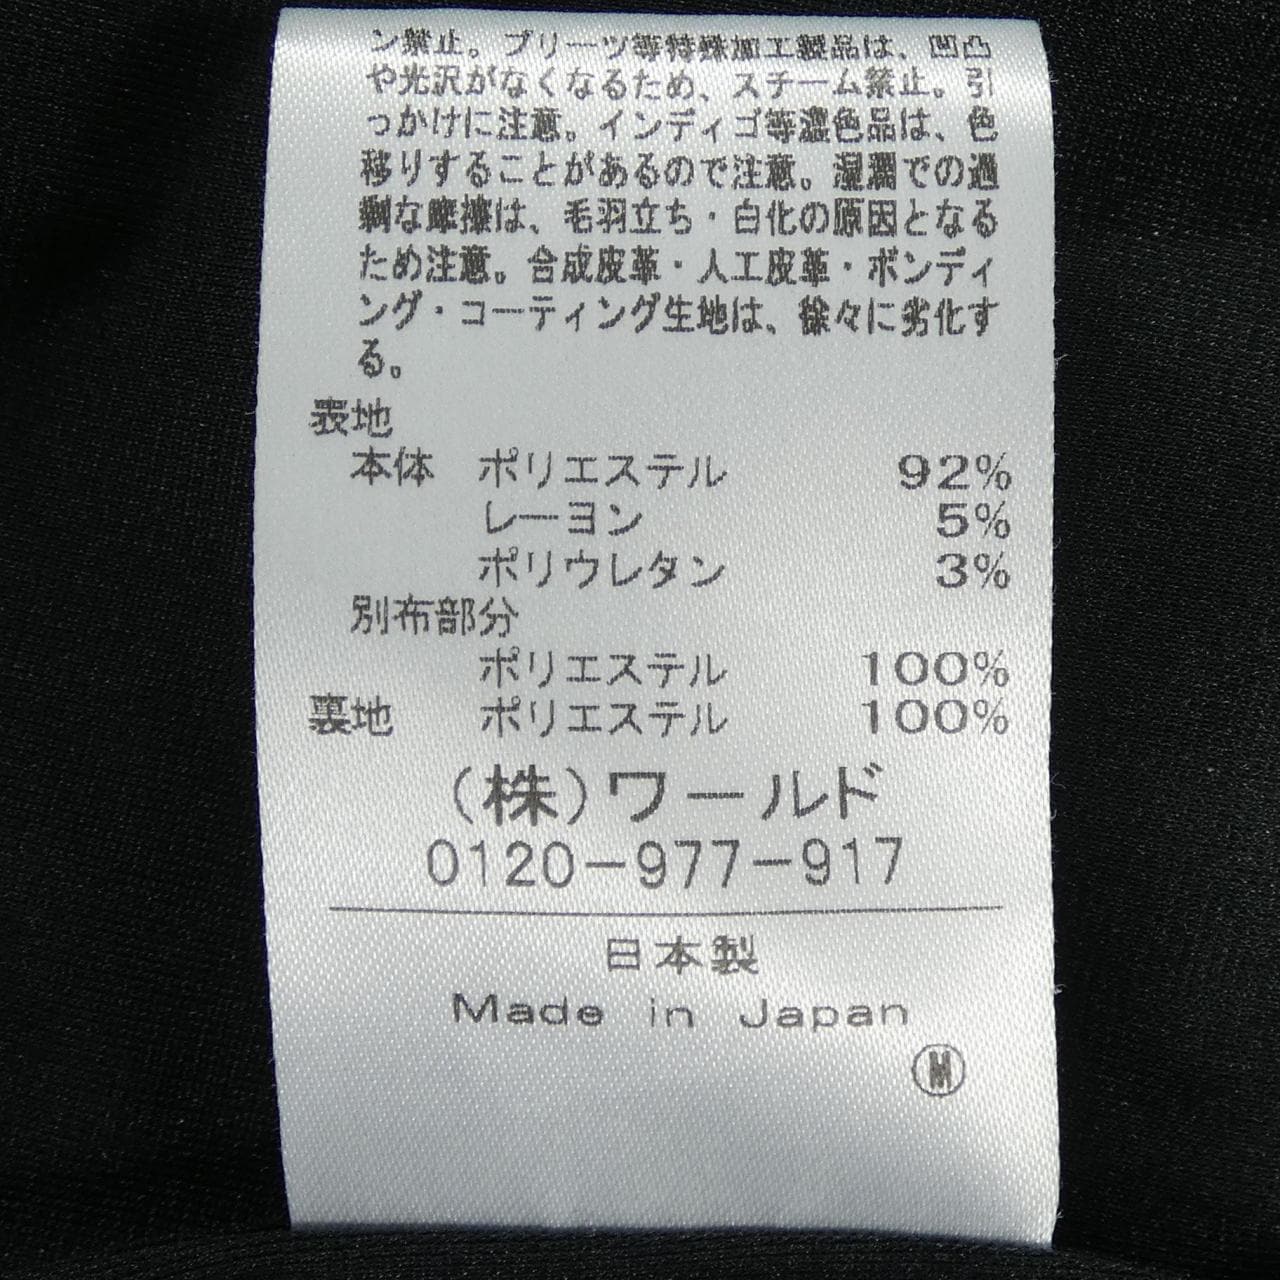 ン禁止。プリーツ等特殊加工製品は、凹凸
や光沢がなくなるため、スチーム禁止。引
っかけに注意。インディゴ等濃色品は、色
移りすることがあるので注意。湿潤での過
剰な摩擦は、毛羽立ち・白化の原因となる
ため注意。合成皮革・人工皮革・ボンディ
ング・コーティング生地は、徐々に劣化す
る。
表地
本体 ポリエステル 92%
レーヨン 5%
ポリウレタン 3%
別布部分
ポリエステル 100%
裏地 ポリエステル 100%
(株)ワールド
0120-977-917
日本製
Made in Japan
Ⓜ